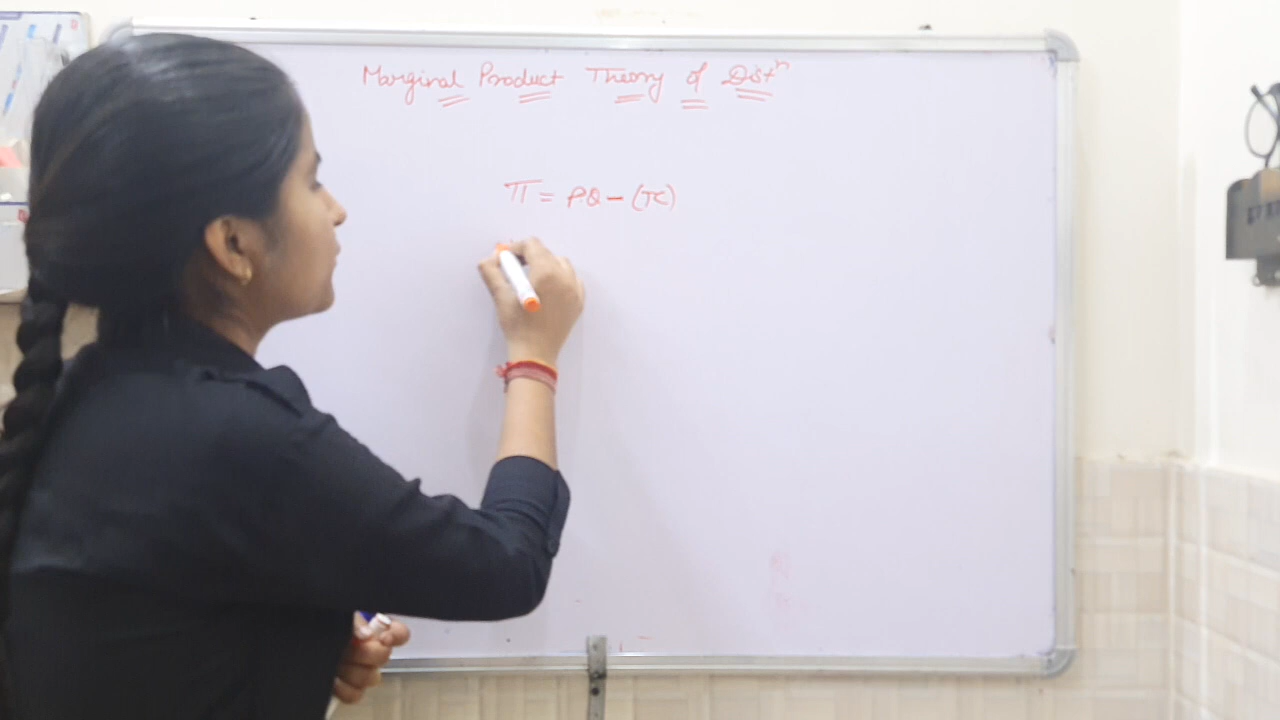 Marginal Product Theory of Distⁿ
π = PQ - (TC)